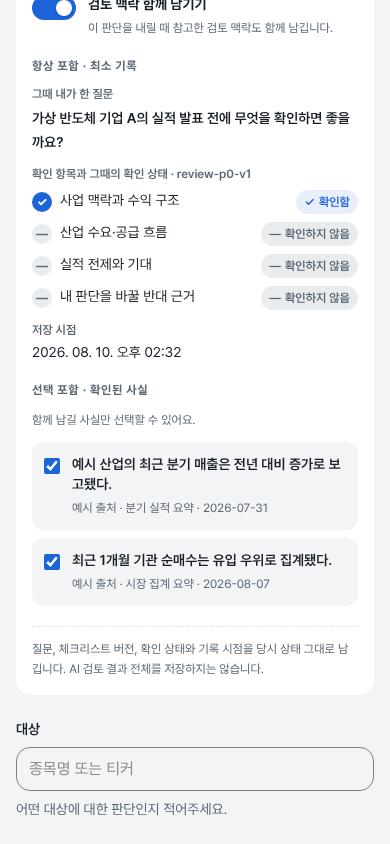 검토 맥락 함께 남기기
이 판단을 내릴 때 참고한 검토 맥락도 함께 남깁니다.
항상 포함 · 최소 기록
그때 내가 한 질문
가상 반도체 기업 A의 실적 발표 전에 무엇을 확인하면 좋을
까요?
확인 항목과 그때의 확인 상태 · review-p0-v1
사업 맥락과 수익 구조
✓ 확인함
산업 수요·공급 흐름
— 확인하지 않음
실적 전제와 기대
— 확인하지 않음
내 판단을 바꿀 반대 근거
— 확인하지 않음
저장 시점
2026. 08. 10. 오후 02:32
선택 포함 · 확인된 사실
함께 남길 사실만 선택할 수 있어요.
예시 산업의 최근 분기 매출은 전년 대비 증가로 보
고됐다.
예시 출처 · 분기 실적 요약 · 2026-07-31
최근 1개월 기관 순매수는 유입 우위로 집계됐다.
예시 출처 · 시장 집계 요약 · 2026-08-07
질문, 체크리스트 버전, 확인 상태와 기록 시점을 당시 상태 그대로 남
깁니다. AI 검토 결과 전체를 저장하지는 않습니다.
대상
종목명 또는 티커
어떤 대상에 대한 판단인지 적어주세요.